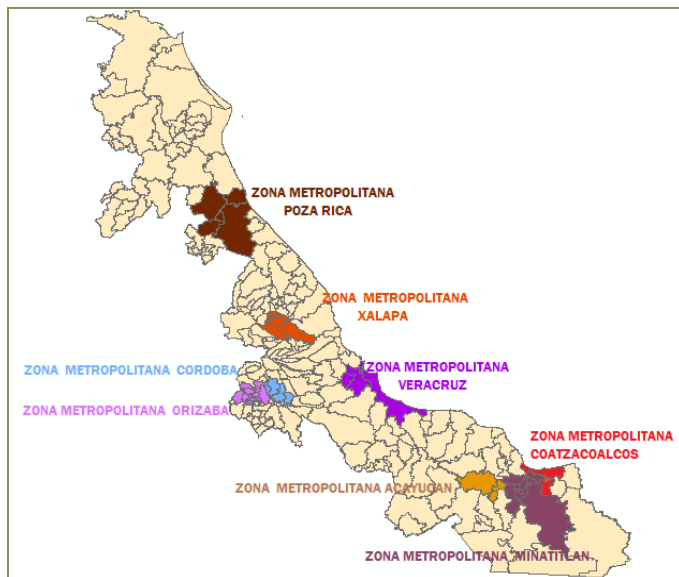 ZONA METROPOLITANA
POZA RICA
ZONA METROPOLITANA
XALAPA
ZONA METROPOLITANA CORDOBA
ZONA METROPOLITANA
VERACRUZ
ZONA METROPOLITANA ORIZABA
ZONA METROPOLITANA
COATZACOALCOS
ZONA METROPOLITANA ACAYUCAN
ZONA METROPOLITANA MINATITLAN